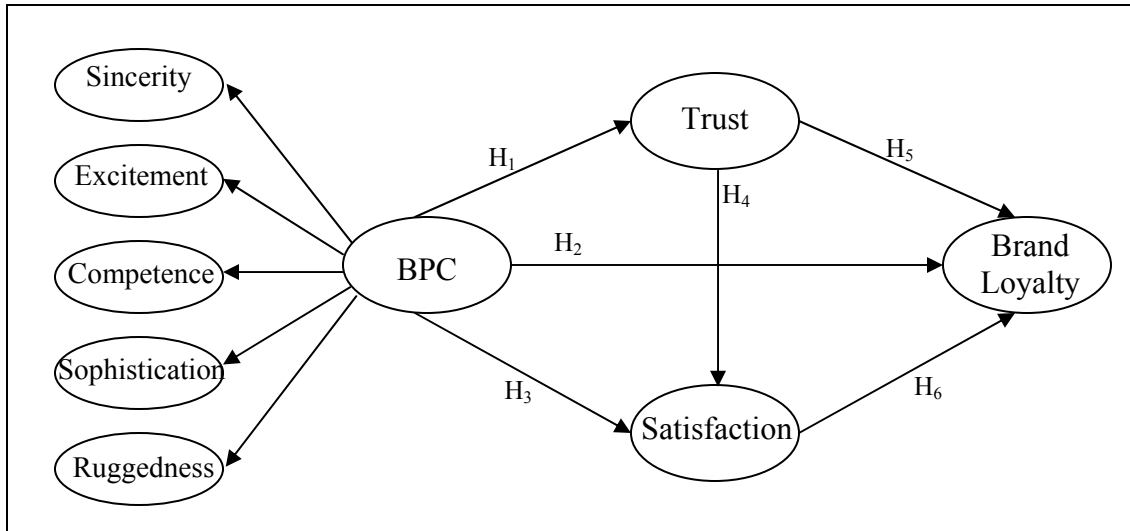 Sincerity
Excitement
Competence
Sophistication
Ruggedness
BPC
Trust
Satisfaction
Brand
Loyalty
H1
H2
H3
H4
H5
H6